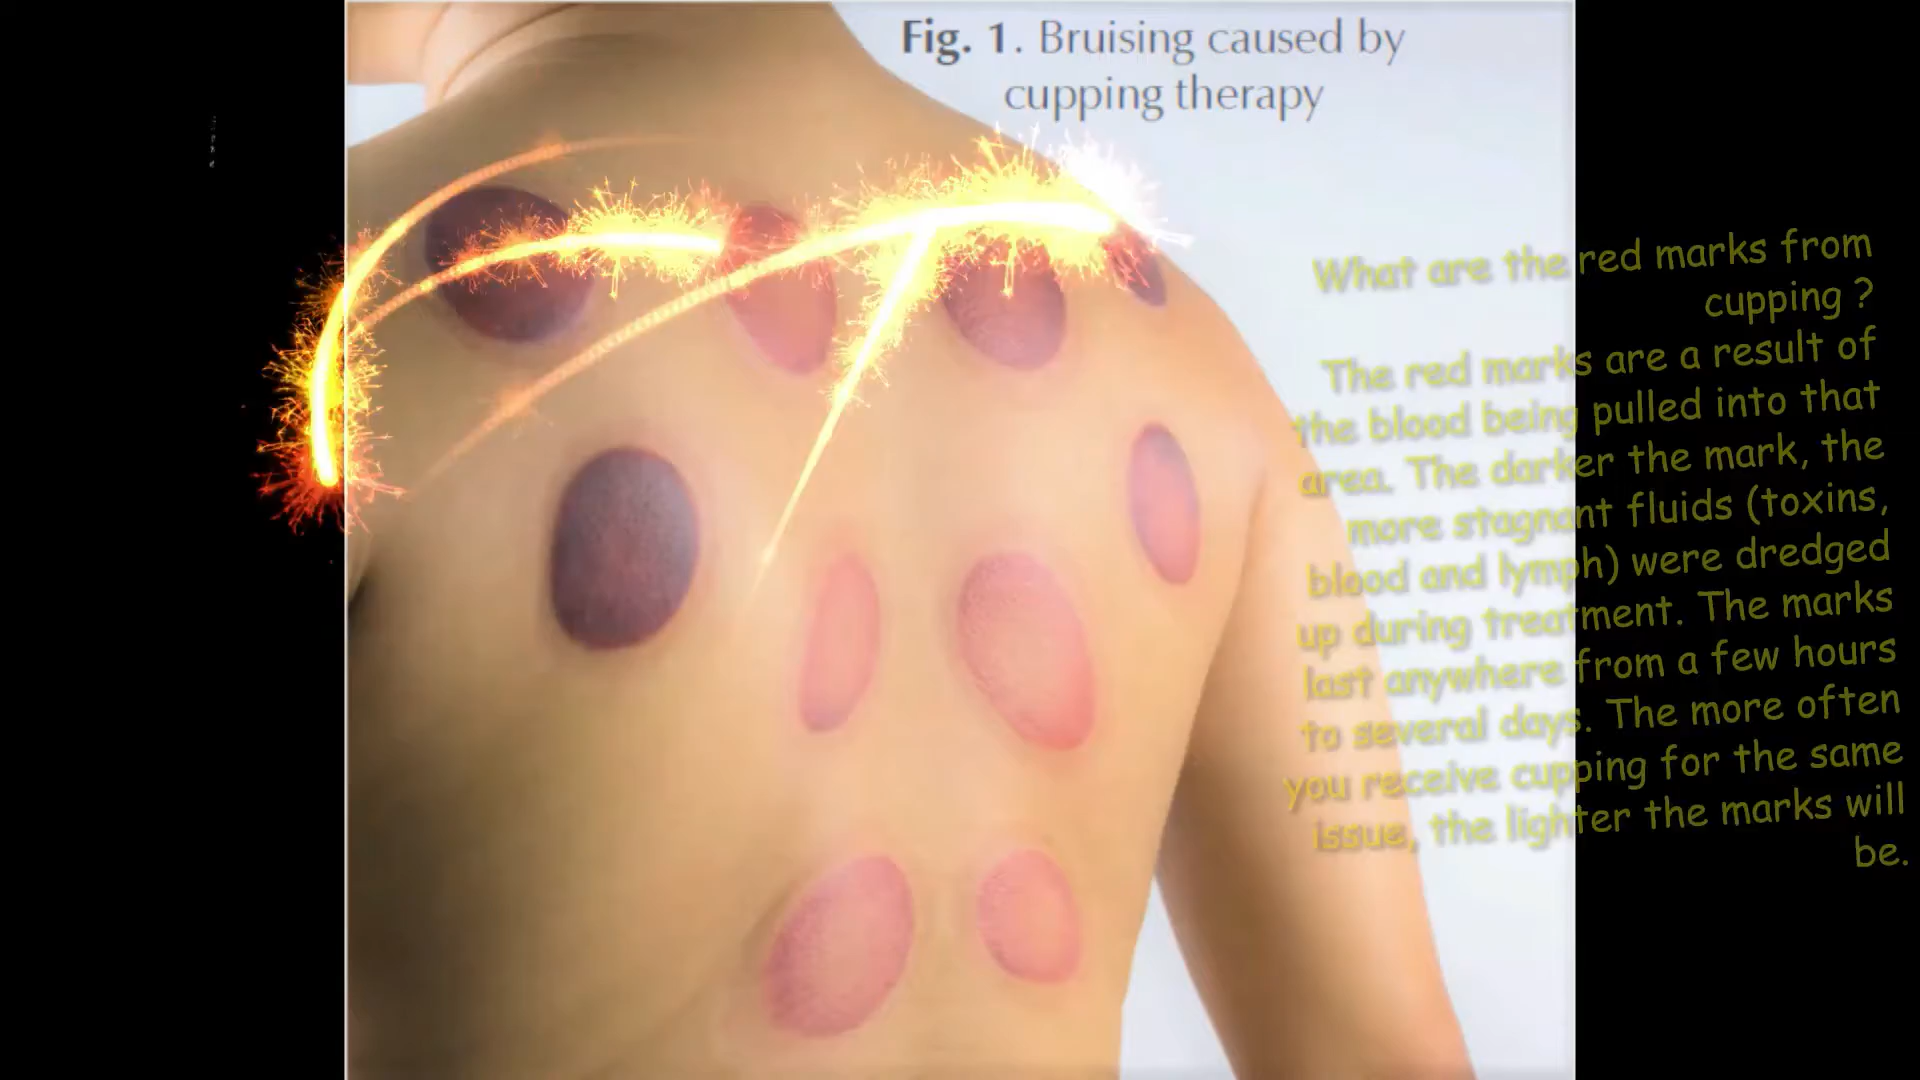 Fig. 1. Bruising caused by
cupping therapy
What are the red marks from
cupping ?
The red marks are a result of
the blood being pulled into that
area. The darker the mark, the
more stagnant fluids (toxins,
blood and lymph) were dredged
up during treatment. The marks
last anywhere from a few hours
to several days. The more often
you receive cupping for the same
issue, the lighter the marks will
be.